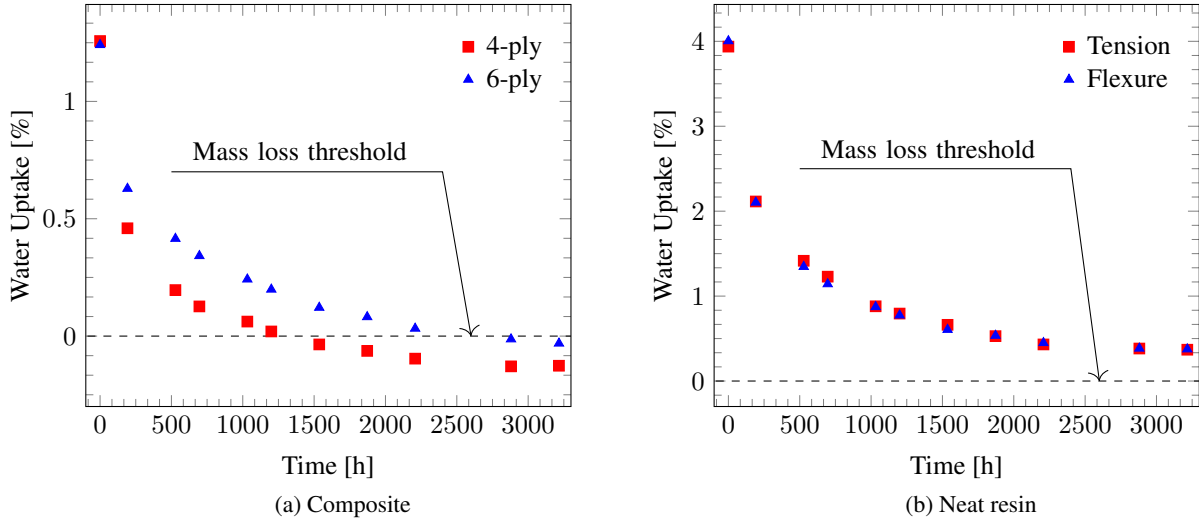 4-ply
6-ply
Mass loss threshold
Water Uptake [%]
1
0.5
0
0 500 1000 1500 2000 2500 3000
Time [h]
(a) Composite
Tension
Flexure
Mass loss threshold
Water Uptake [%]
4
3
2
1
0
0 500 1000 1500 2000 2500 3000
Time [h]
(b) Neat resin